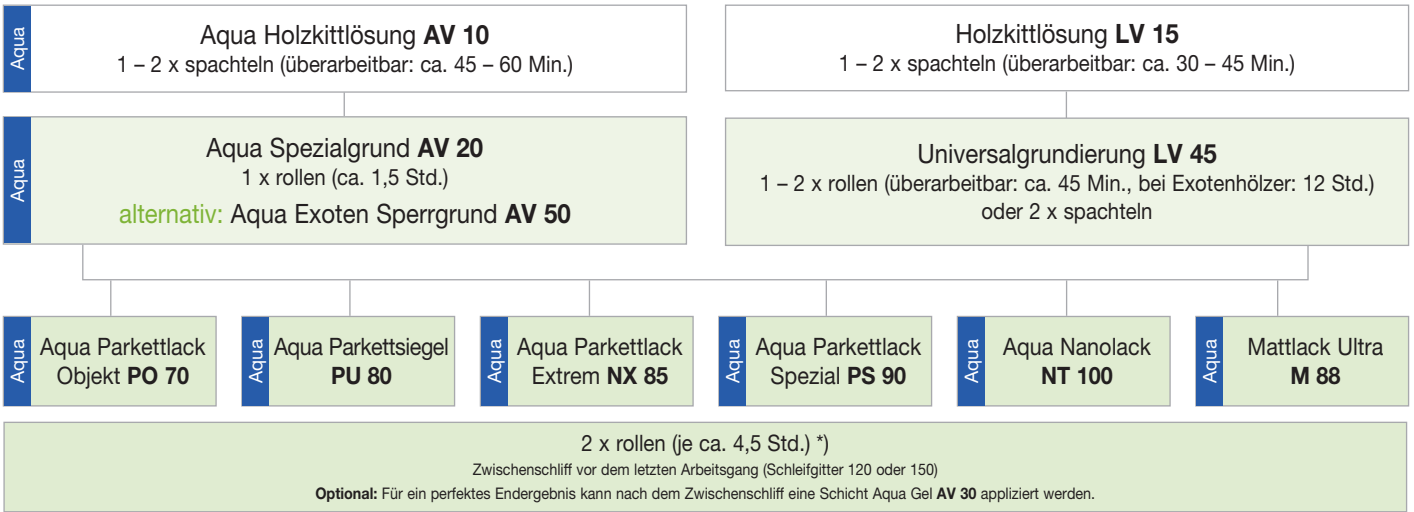 Aqua
Aqua Holzkittlösung AV 10
1 – 2 x spachteln (überarbeitbar: ca. 45 – 60 Min.)
Holzkittlösung LV 15
1 – 2 x spachteln (überarbeitbar: ca. 30 – 45 Min.)
Aqua
Aqua Spezialgrund AV 20
1 x rollen (ca. 1,5 Std.)
alternativ: Aqua Exoten Sperrgrund AV 50
Universalgrundierung LV 45
1 – 2 x rollen (überarbeitbar: ca. 45 Min., bei Exotenhölzer: 12 Std.)
oder 2 x spachteln
Aqua
Aqua Parkettlack
Objekt PO 70
Aqua
Aqua Parkettsiegel
PU 80
Aqua
Aqua Parkettlack
Extrem NX 85
Aqua
Aqua Parkettlack
Spezial PS 90
Aqua
Aqua Nanolack
NT 100
Aqua
Mattlack Ultra
M 88
2 x rollen (je ca. 4,5 Std.) *)
Zwischenschliff vor dem letzten Arbeitsgang (Schleifgitter 120 oder 150)
Optional: Für ein perfektes Endergebnis kann nach dem Zwischenschliff eine Schicht Aqua Gel AV 30 appliziert werden.